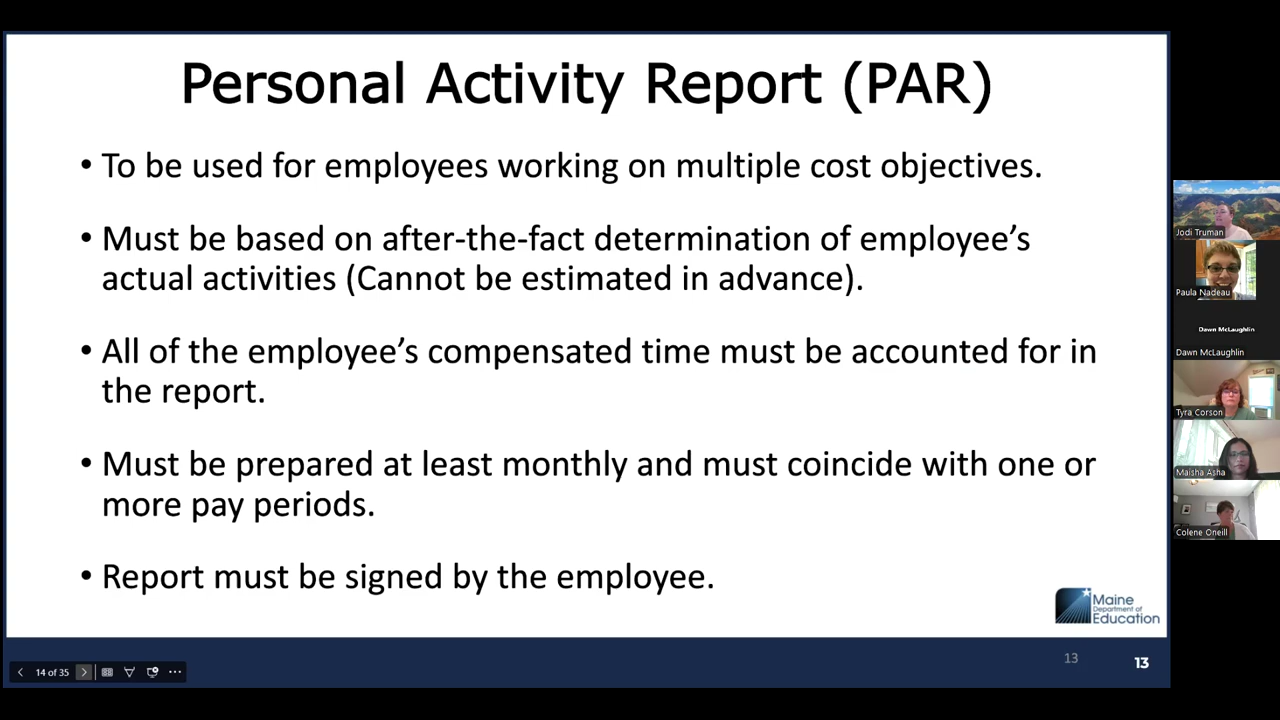 Personal Activity Report (PAR)
• To be used for employees working on multiple cost objectives.
• Must be based on after-the-fact determination of employee’s
actual activities (Cannot be estimated in advance).
• All of the employee’s compensated time must be accounted for in
the report.
• Must be prepared at least monthly and must coincide with one or
more pay periods.
• Report must be signed by the employee.
Maine
Department of
Education
13
13
14 of 35
Jodi Truman
Paula Nadeau
Dawn McLaughlin
Dawn McLaughlin
Tyra Corson
Maisha Asha
Colene Oneill